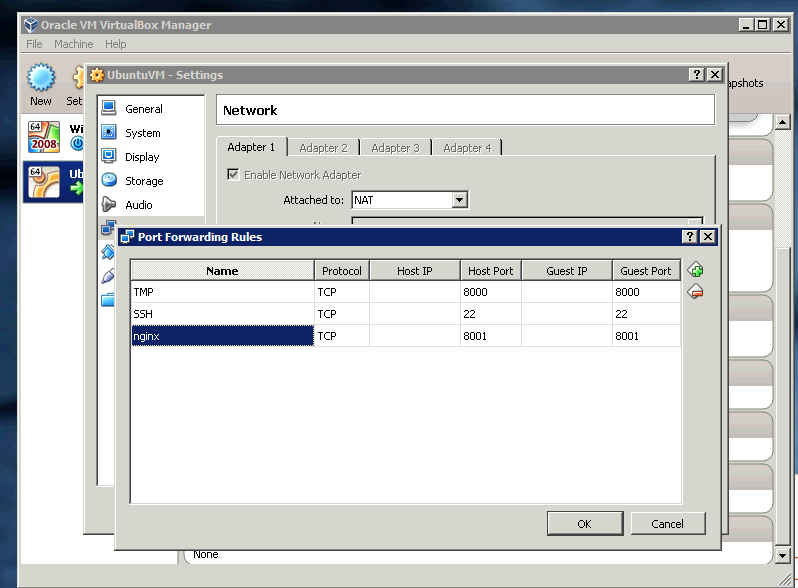 Oracle VM VirtualBox Manager
File Machine Help
New
Set
apshots
64
2008
Wi
64
Ub
UbuntuVM - Settings
General
System
Display
Storage
Audio
Network
Adapter 1 Adapter 2 Adapter 3 Adapter 4
Enable Network Adapter
Attached to: NAT
Port Forwarding Rules
Name Protocol Host IP Host Port Guest IP Guest Port
TMP TCP 8000 8000
SSH TCP 22 22
nginx TCP 8001 8001
OK Cancel
None